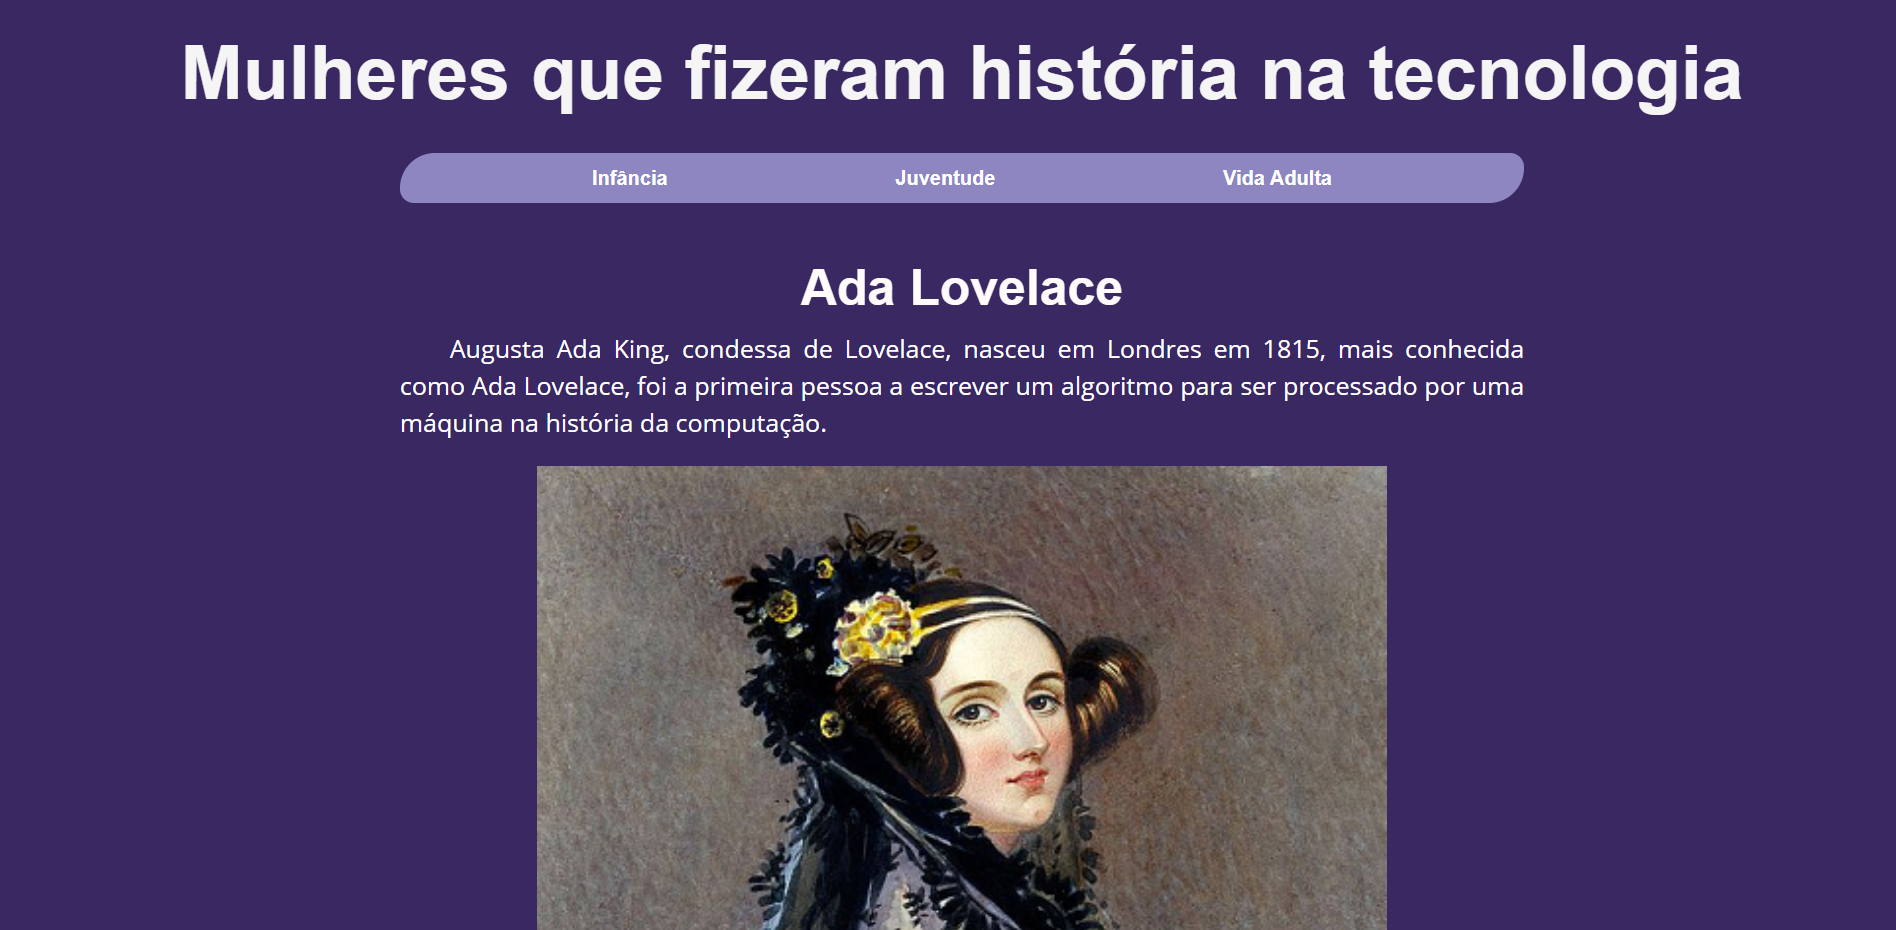 Mulheres que fizeram história na tecnologia
Infância Juventude Vida Adulta
Ada Lovelace
Augusta Ada King, condessa de Lovelace, nasceu em Londres em 1815, mais conhecida
como Ada Lovelace, foi a primeira pessoa a escrever um algoritmo para ser processado por uma
máquina na história da computação.